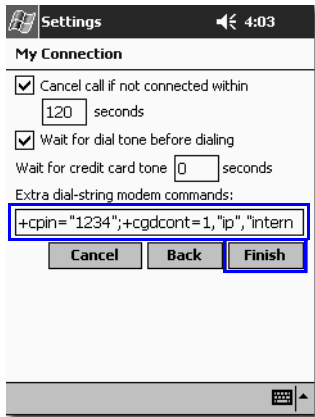 Settings 4:03
My Connection
Cancel call if not connected within
120 seconds
Wait for dial tone before dialing
Wait for credit card tone 0 seconds
Extra dial-string modem commands:
+cpin="1234";+cgdcont=1,"ip","intern
Cancel Back Finish